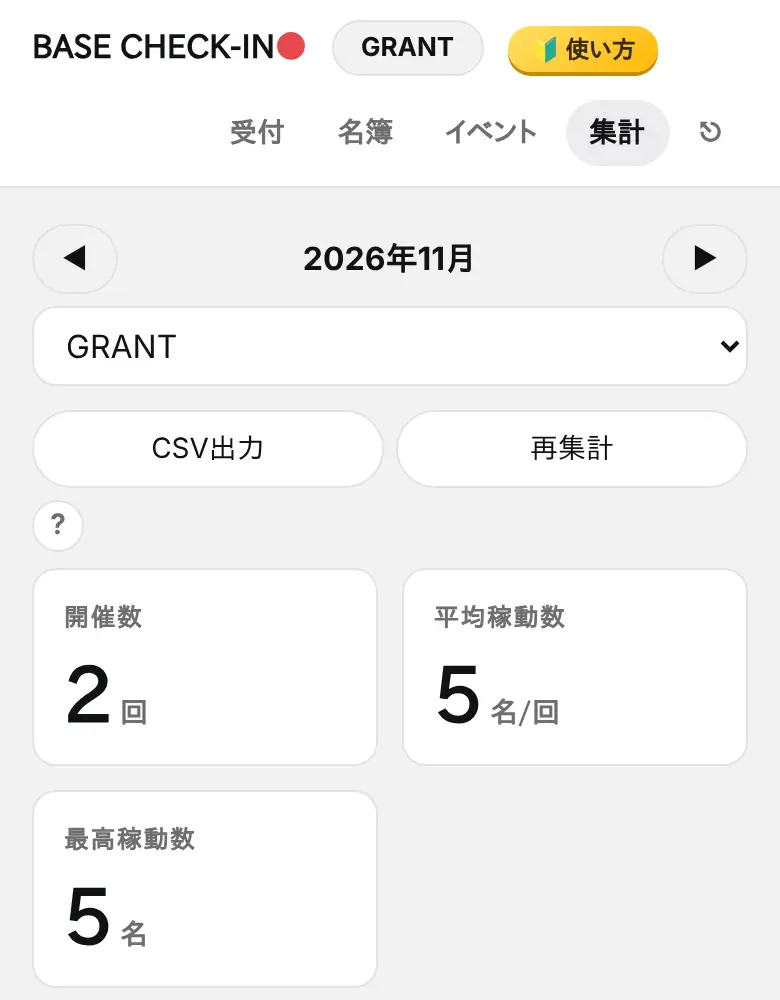 BASE CHECK-IN
GRANT
使い方
受付 名簿 イベント 集計
2026年11月
GRANT
CSV出力 再集計
?
開催数 平均稼動数
2 回 5 名/回
最高稼動数
5 名